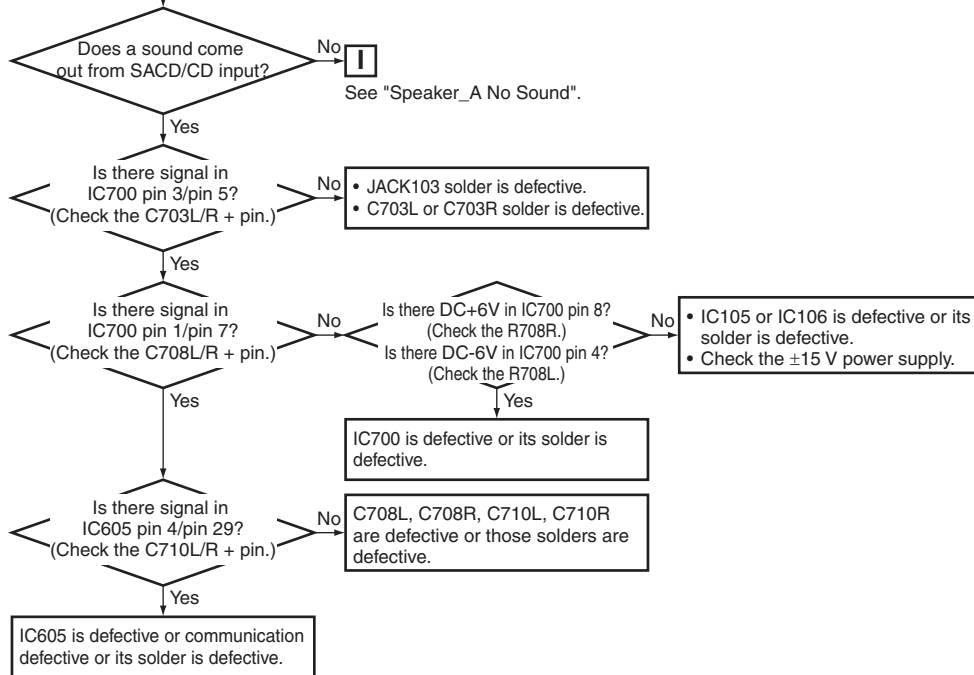 Does a sound come
out from SACD/CD input?
No
I
See "Speaker_A No Sound".
Yes
Is there signal in
IC700 pin 3/pin 5?
(Check the C703L/R + pin.)
No
• JACK103 solder is defective.
• C703L or C703R solder is defective.
Yes
Is there signal in
IC700 pin 1/pin 7?
(Check the C708L/R + pin.)
No
Is there DC+6V in IC700 pin 8?
(Check the R708R.)
Is there DC-6V in IC700 pin 4?
(Check the R708L.)
No
• IC105 or IC106 is defective or its
solder is defective.
• Check the ±15 V power supply.
Yes
Yes
IC700 is defective or its solder is
defective.
Is there signal in
IC605 pin 4/pin 29?
(Check the C710L/R + pin.)
No
C708L, C708R, C710L, C710R
are defective or those solders are
defective.
Yes
IC605 is defective or communication
defective or its solder is defective.